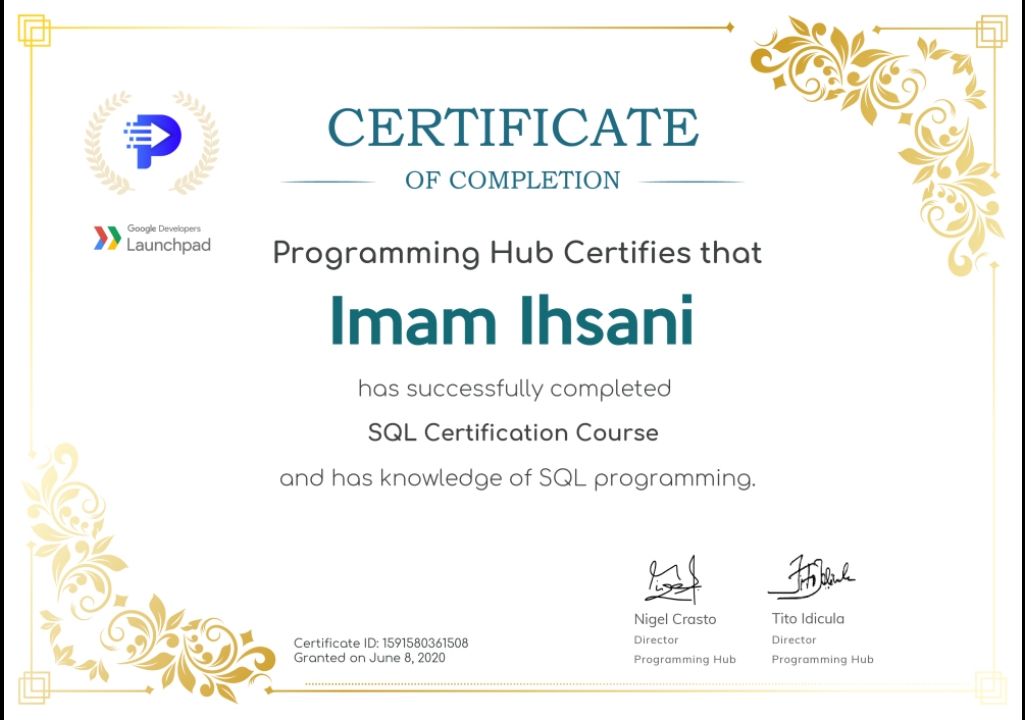 CERTIFICATE
OF COMPLETION
Google Developers
Launchpad
Programming Hub Certifies that
Imam Ihsani
has successfully completed
SQL Certification Course
and has knowledge of SQL programming.
Nigel Crasto
Director
Programming Hub
Tito Idicula
Director
Programming Hub
Certificate ID: 1591580361508
Granted on June 8, 2020